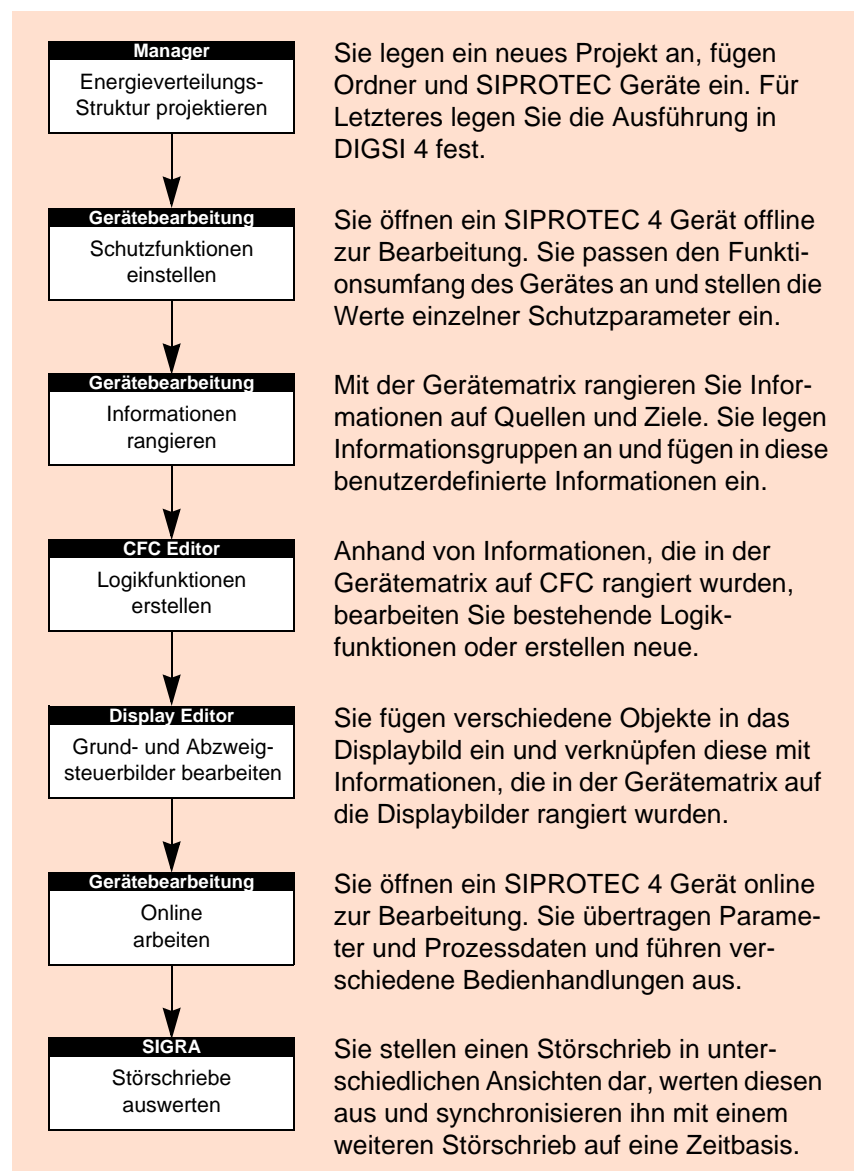 Manager
Energieverteilungs-
Struktur projektieren
Sie legen ein neues Projekt an, fügen
Ordner und SIPROTEC Geräte ein. Für
Letzteres legen Sie die Ausführung in
DIGSI 4 fest.
Gerätebearbeitung
Schutzfunktionen
einstellen
Sie öffnen ein SIPROTEC 4 Gerät offline
zur Bearbeitung. Sie passen den Funkti-
onsumfang des Gerätes an und stellen die
Werte einzelner Schutzparameter ein.
Gerätebearbeitung
Informationen
rangieren
Mit der Gerätematrix rangieren Sie Infor-
mationen auf Quellen und Ziele. Sie legen
Informationsgruppen an und fügen in diese
benutzerdefinierte Informationen ein.
CFC Editor
Logikfunktionen
erstellen
Anhand von Informationen, die in der
Gerätematrix auf CFC rangiert wurden,
bearbeiten Sie bestehende Logik-
funktionen oder erstellen neue.
Display Editor
Grund- und Abzweig-
steuerbilder bearbeiten
Sie fügen verschiedene Objekte in das
Displaybild ein und verknüpfen diese mit
Informationen, die in der Gerätematrix auf
die Displaybilder rangiert wurden.
Gerätebearbeitung
Online
arbeiten
Sie öffnen ein SIPROTEC 4 Gerät online
zur Bearbeitung. Sie übertragen Parame-
ter und Prozessdaten und führen ver-
schiedene Bedienhandlungen aus.
SIGRA
Störschriebe
auswerten
Sie stellen einen Störschrieb in unter-
schiedlichen Ansichten dar, werten diesen
aus und synchronisieren ihn mit einem
weiteren Störschrieb auf eine Zeitbasis.